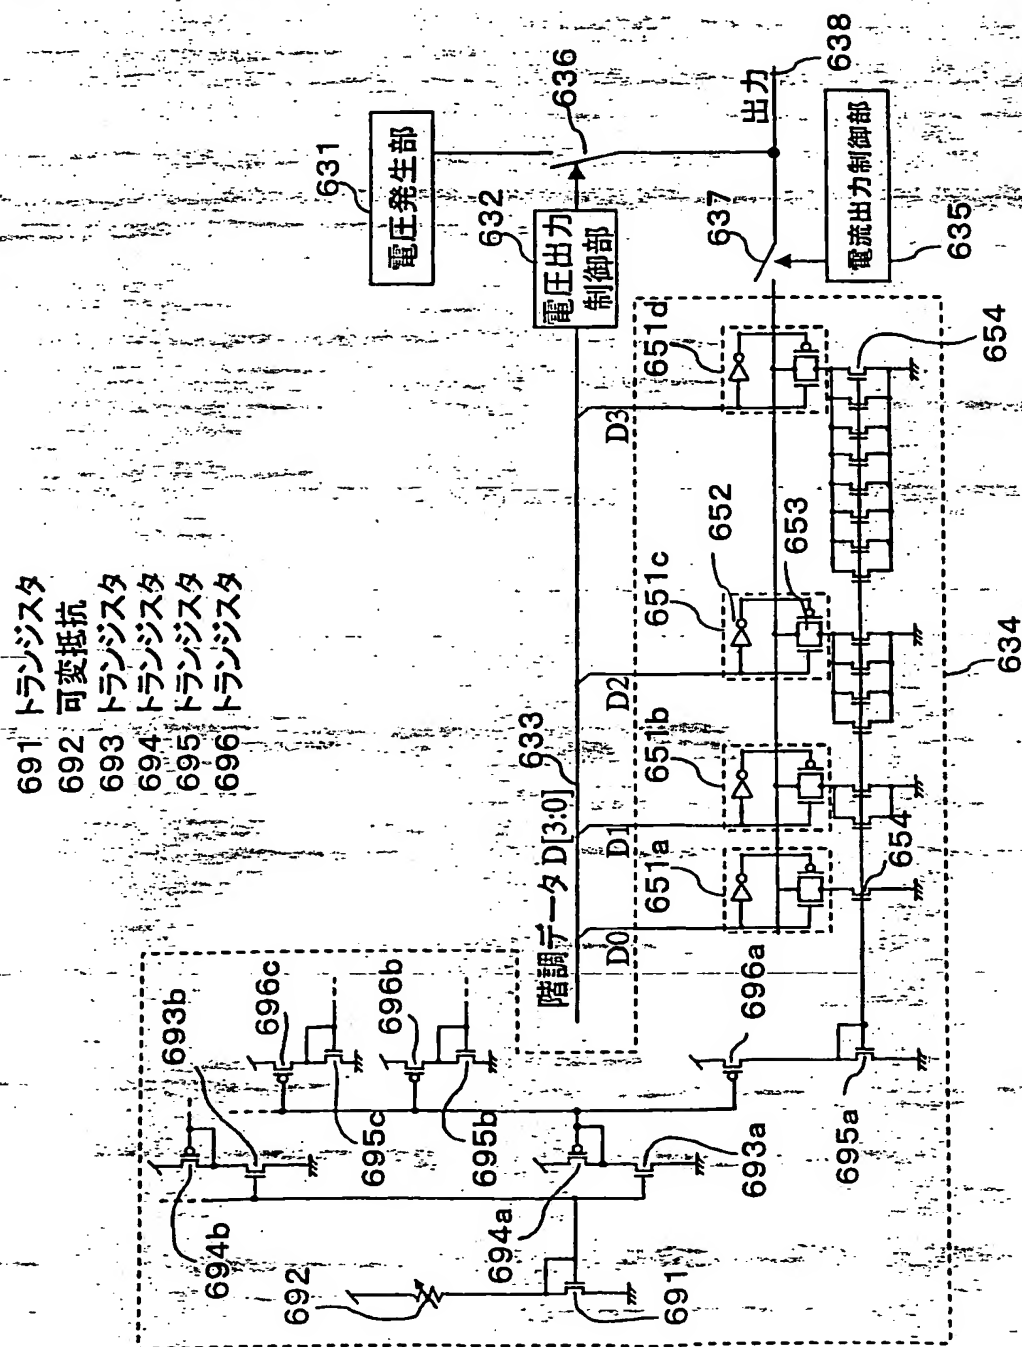 691 トランジスタ
692 可変抵抗
693 トランジスタ
694 トランジスタ
695 トランジスタ
696 トランジスタ
631
電圧発生部
636
632
電圧出力
制御部
638
出力
637
電流出力制御部
635
階調データ D[3:0]
633
D0
D1
D2
D3
651a
651b
651c
651d
652
653
654
654
634
693b
696c
696b
696a
695c
695b
695a
694b
694a
693a
692
691